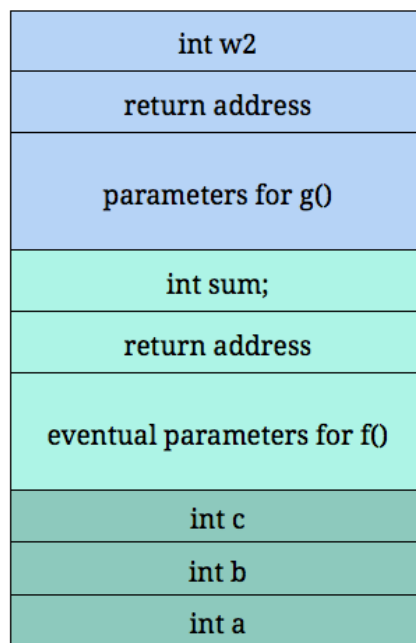 int w2
return address
parameters for g()
int sum;
return address
eventual parameters for f()
int c
int b
int a